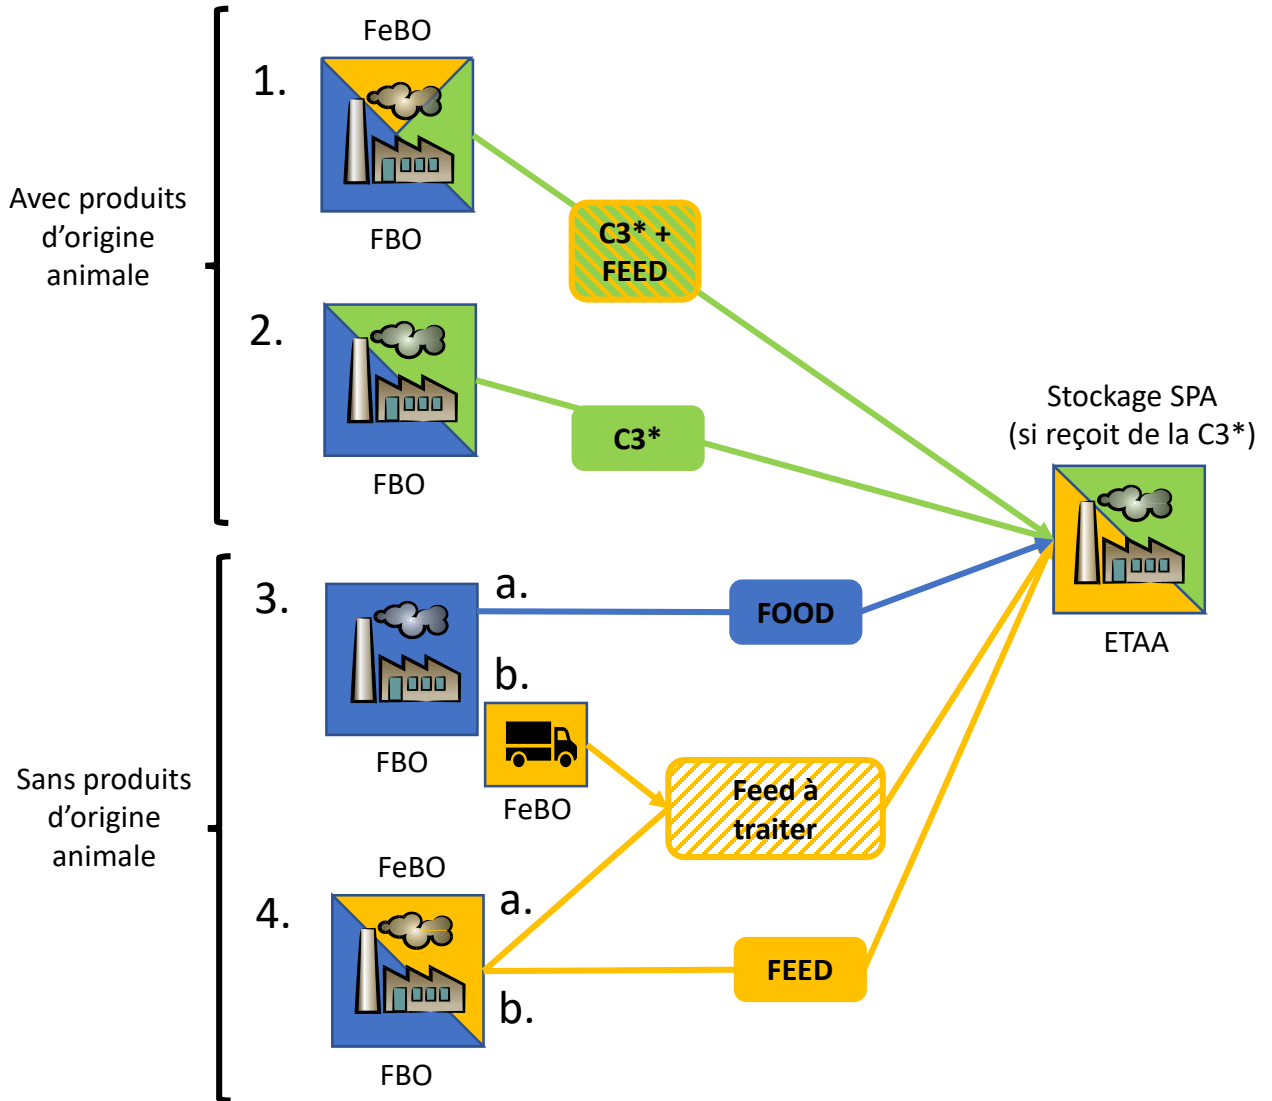 FeBO
1.
FBO
Avec produits
d’origine
animale
C3* +
FEED
2.
FBO
C3*
Stockage SPA
(si reçoit de la C3*)
ETAA
3.
a.
FOOD
b.
FBO
FeBO
Sans produits
d’origine
animale
Feed à
traiter
FeBO
4.
a.
FEED
b.
FBO